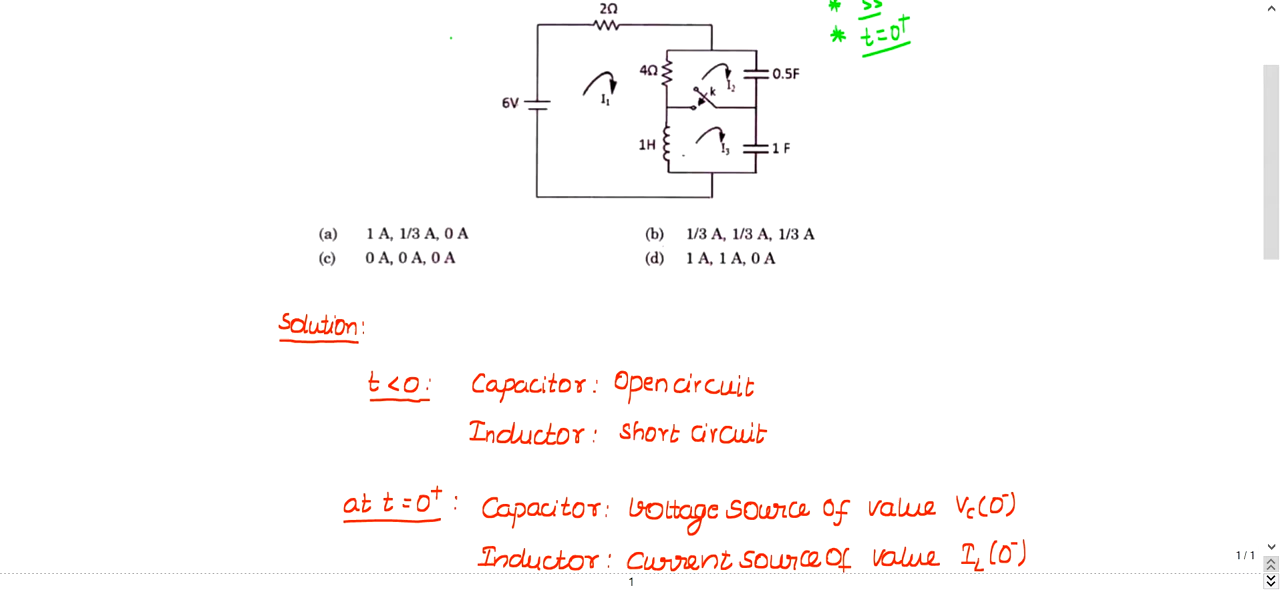 * SS
* t=0⁺
2Ω
4Ω
0.5F
I₂
k
6V
I₁
1H
I₃
1 F
(a) 1 A, 1/3 A, 0 A (b) 1/3 A, 1/3 A, 1/3 A
(c) 0 A, 0 A, 0 A (d) 1 A, 1 A, 0 A
Solution:
t<0: Capacitor: Open circuit
Inductor: Short circuit
at t=0⁺: Capacitor: Voltage source of value Vc(0⁻)
Inductor: Current source of value I_L(0⁻)
1 / 1
1